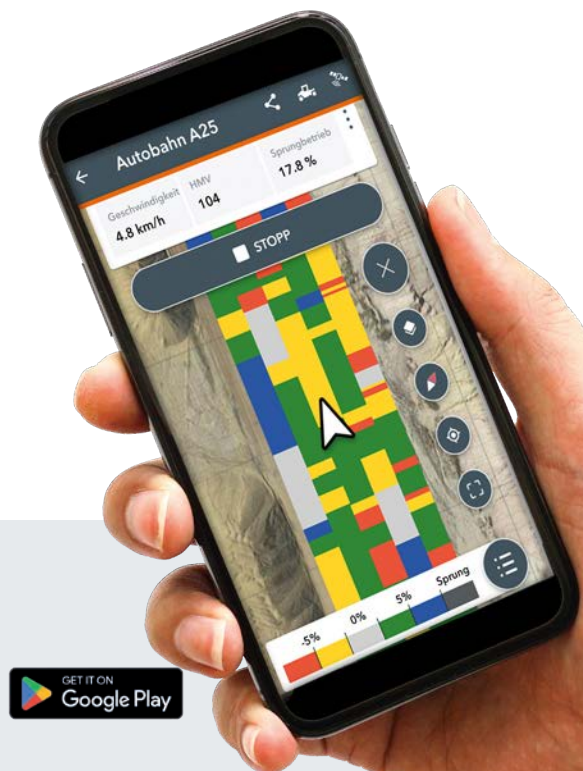 Autobahn A25
Geschwindigkeit
4.8 km/h
HMV
104
Sprungbetrieb
17.8 %
STOPP
-5%
0%
5%
Sprung
GET IT ON
Google Play